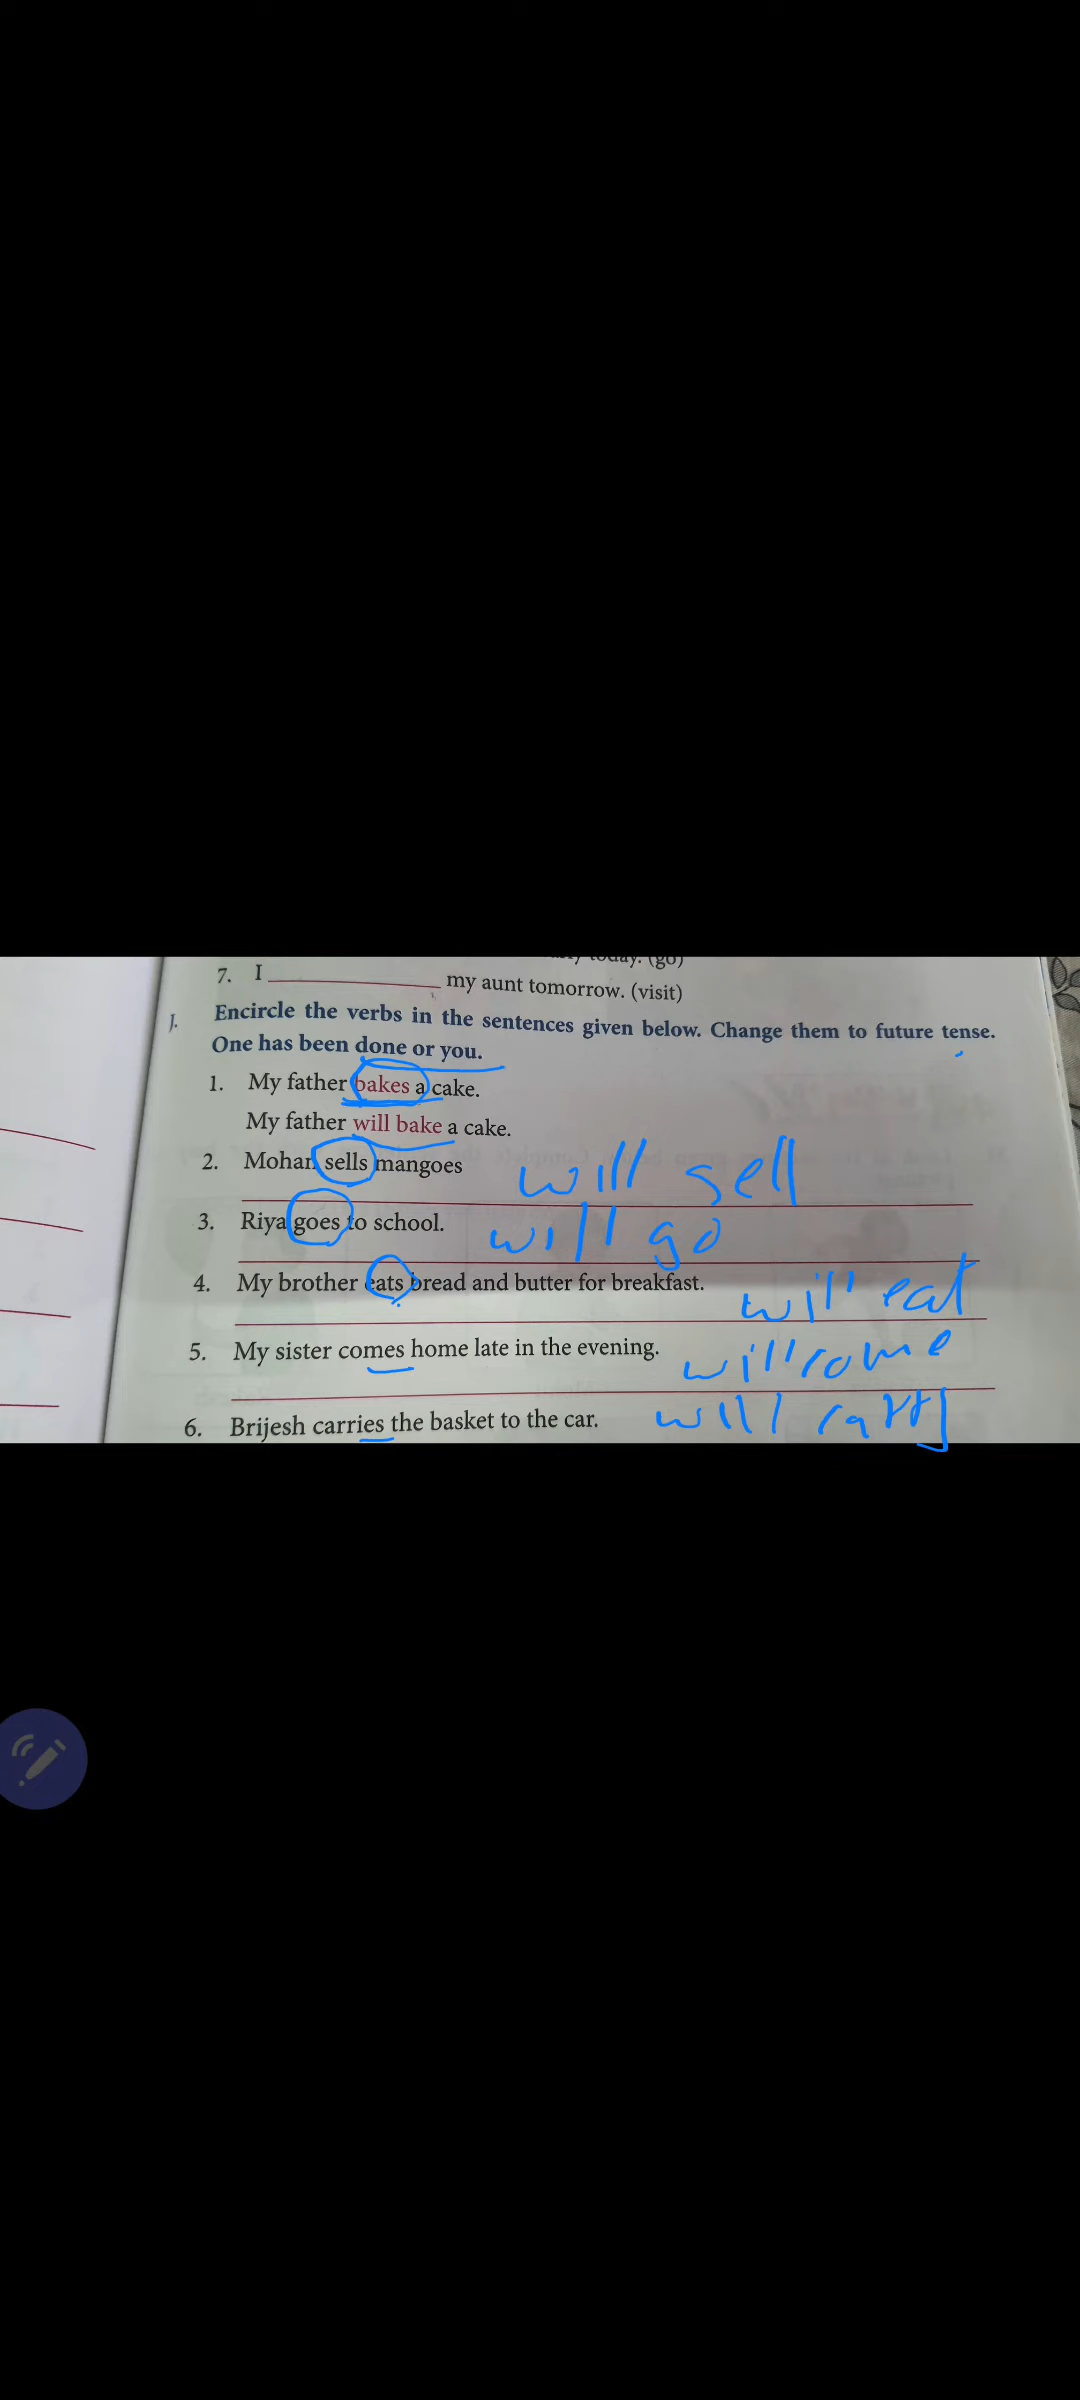 today. (go)
7. I ____________ my aunt tomorrow. (visit)
J. Encircle the verbs in the sentences given below. Change them to future tense.
One has been done or you.
1. My father bakes a cake.
My father will bake a cake.
2. Mohan sells mangoes will sell
3. Riya goes to school. will go
4. My brother eats bread and butter for breakfast. will eat
5. My sister comes home late in the evening. will come
6. Brijesh carries the basket to the car. will carry